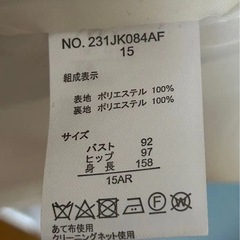 NO. 231JK084AF
15
組成表示
表地 ポリエステル 100%
裏地 ポリエステル 100%
サイズ
バスト 92
ヒップ 97
身長 158
15AR
あて布使用
クリーニングネット使用